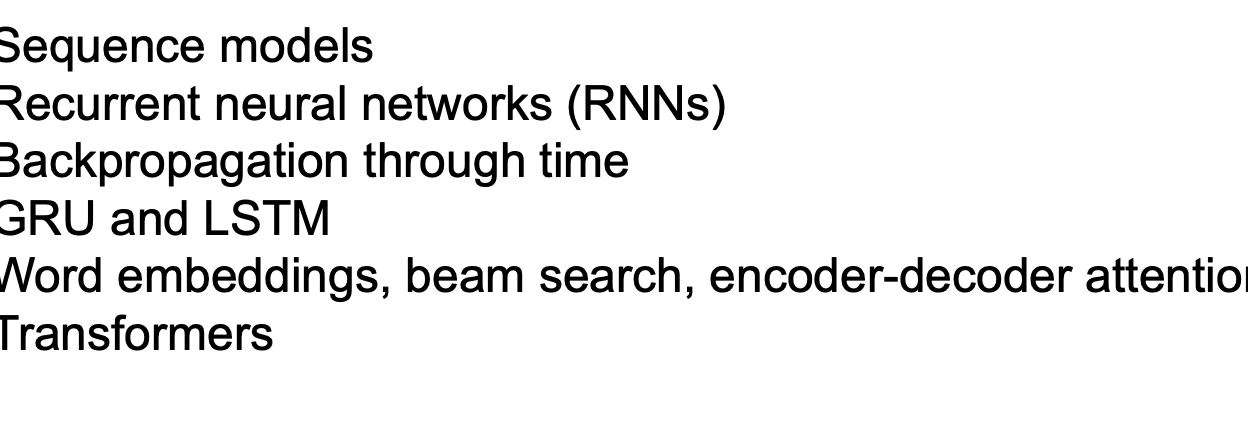 Sequence models
Recurrent neural networks (RNNs)
Backpropagation through time
GRU and LSTM
Word embeddings, beam search, encoder-decoder attention
Transformers